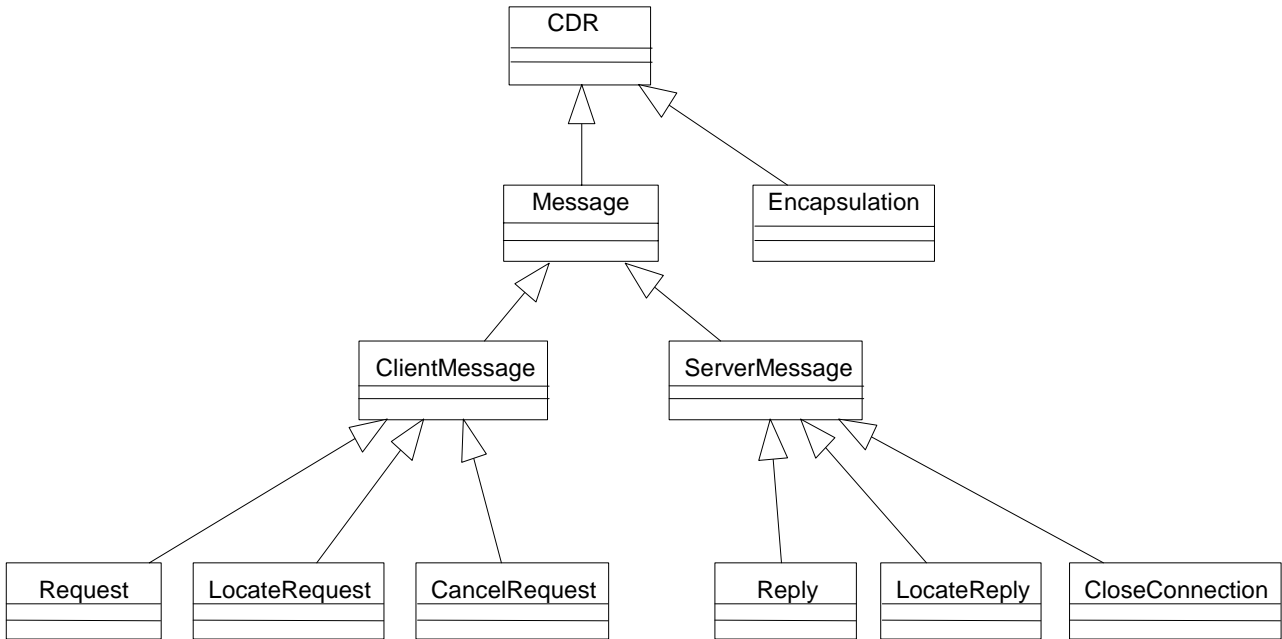 CDR
Message
Encapsulation
ClientMessage
ServerMessage
Request
LocateRequest
CancelRequest
Reply
LocateReply
CloseConnection